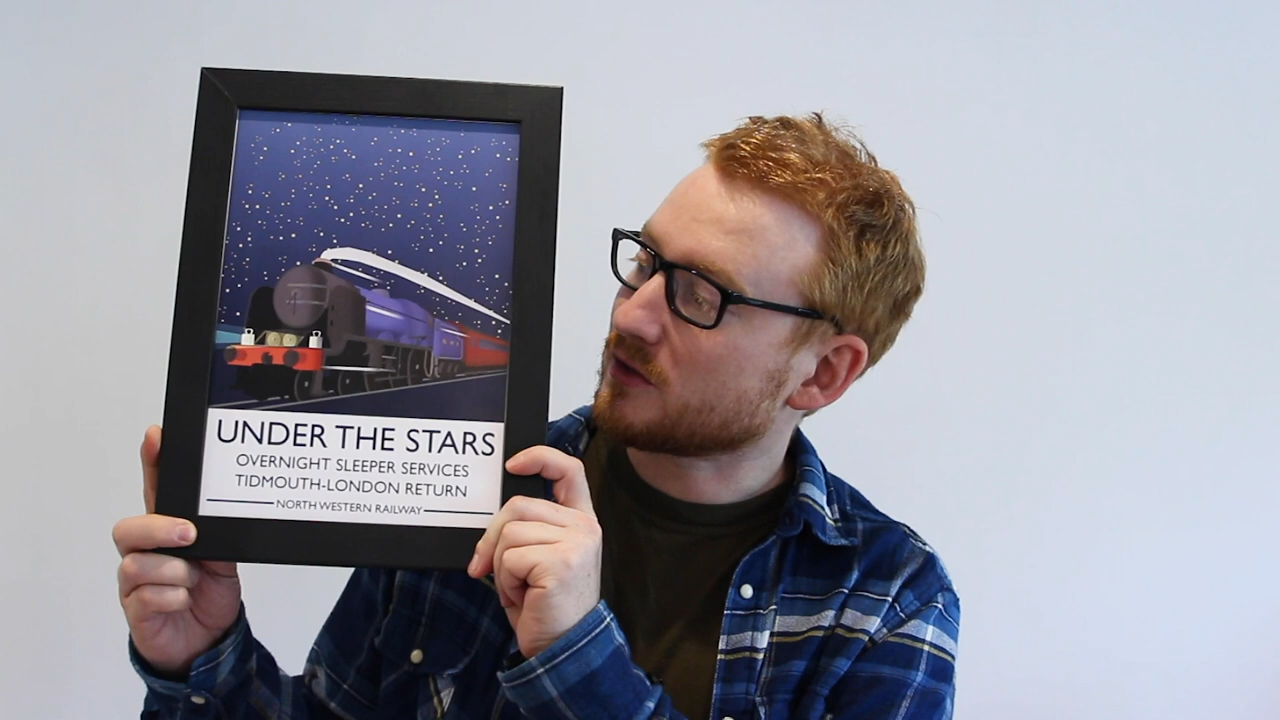 UNDER THE STARS
OVERNIGHT SLEEPER SERVICES
TIDMOUTH-LONDON RETURN
NORTH WESTERN RAILWAY